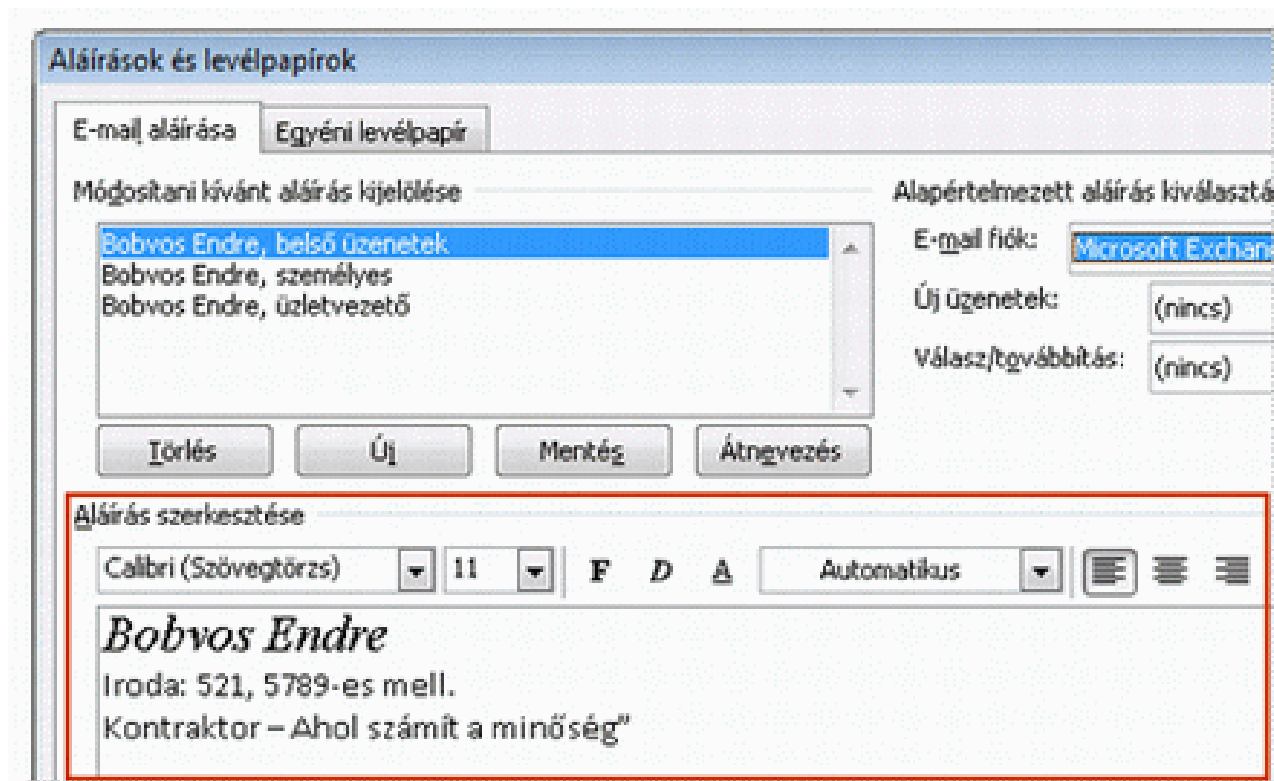 Aláírások és levélpapírok
E-mail aláírása Egyéni levélpapír
Módosítani kívánt aláírás kijelölése
Bobvos Endre, belső üzenetek
Bobvos Endre, személyes
Bobvos Endre, üzletvezető
Törlés Új Mentés Átnevezés
Alapértelmezett aláírás kiválasztá
E-mail fiók: Microsoft Exchan
Új üzenetek: (nincs)
Válasz/továbbítás: (nincs)
Aláírás szerkesztése
Calibri (Szövegtörzs) 11 F D A Automatikus
Bobvos Endre
Iroda: 521, 5789-es mell.
Kontraktor – Ahol számít a minőség”